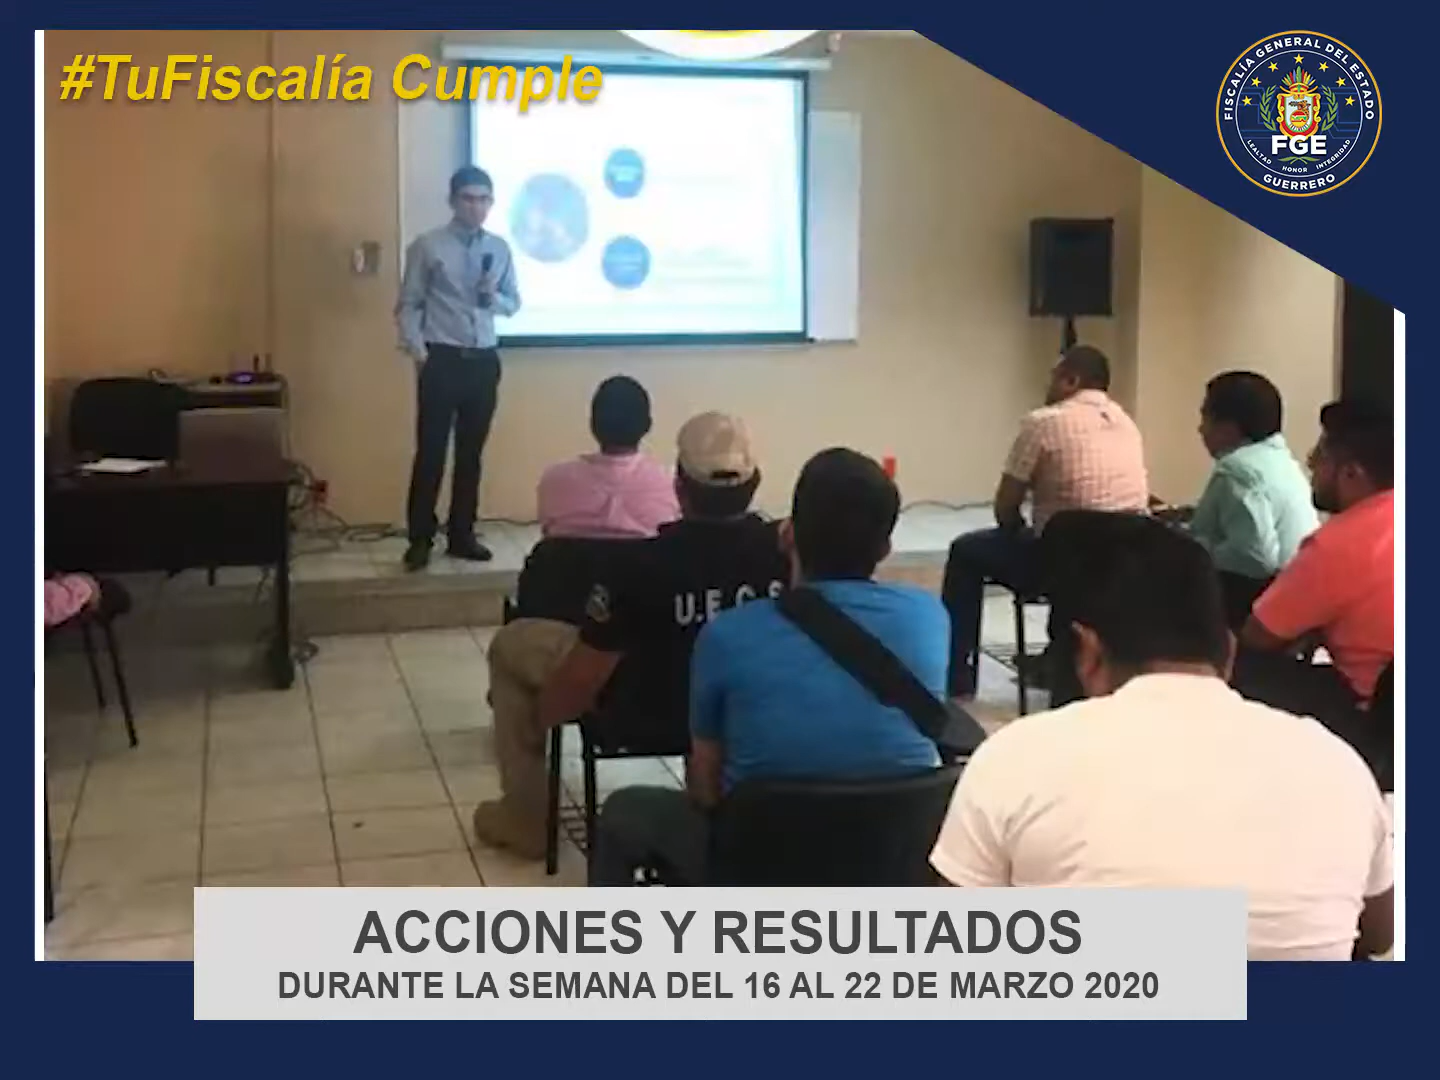 #TuFiscalía Cumple
FISCALÍA GENERAL DEL ESTADO
FGE
LEALTAD HONOR INTEGRIDAD
GUERRERO
U.E.C.S
ACCIONES Y RESULTADOS
DURANTE LA SEMANA DEL 16 AL 22 DE MARZO 2020